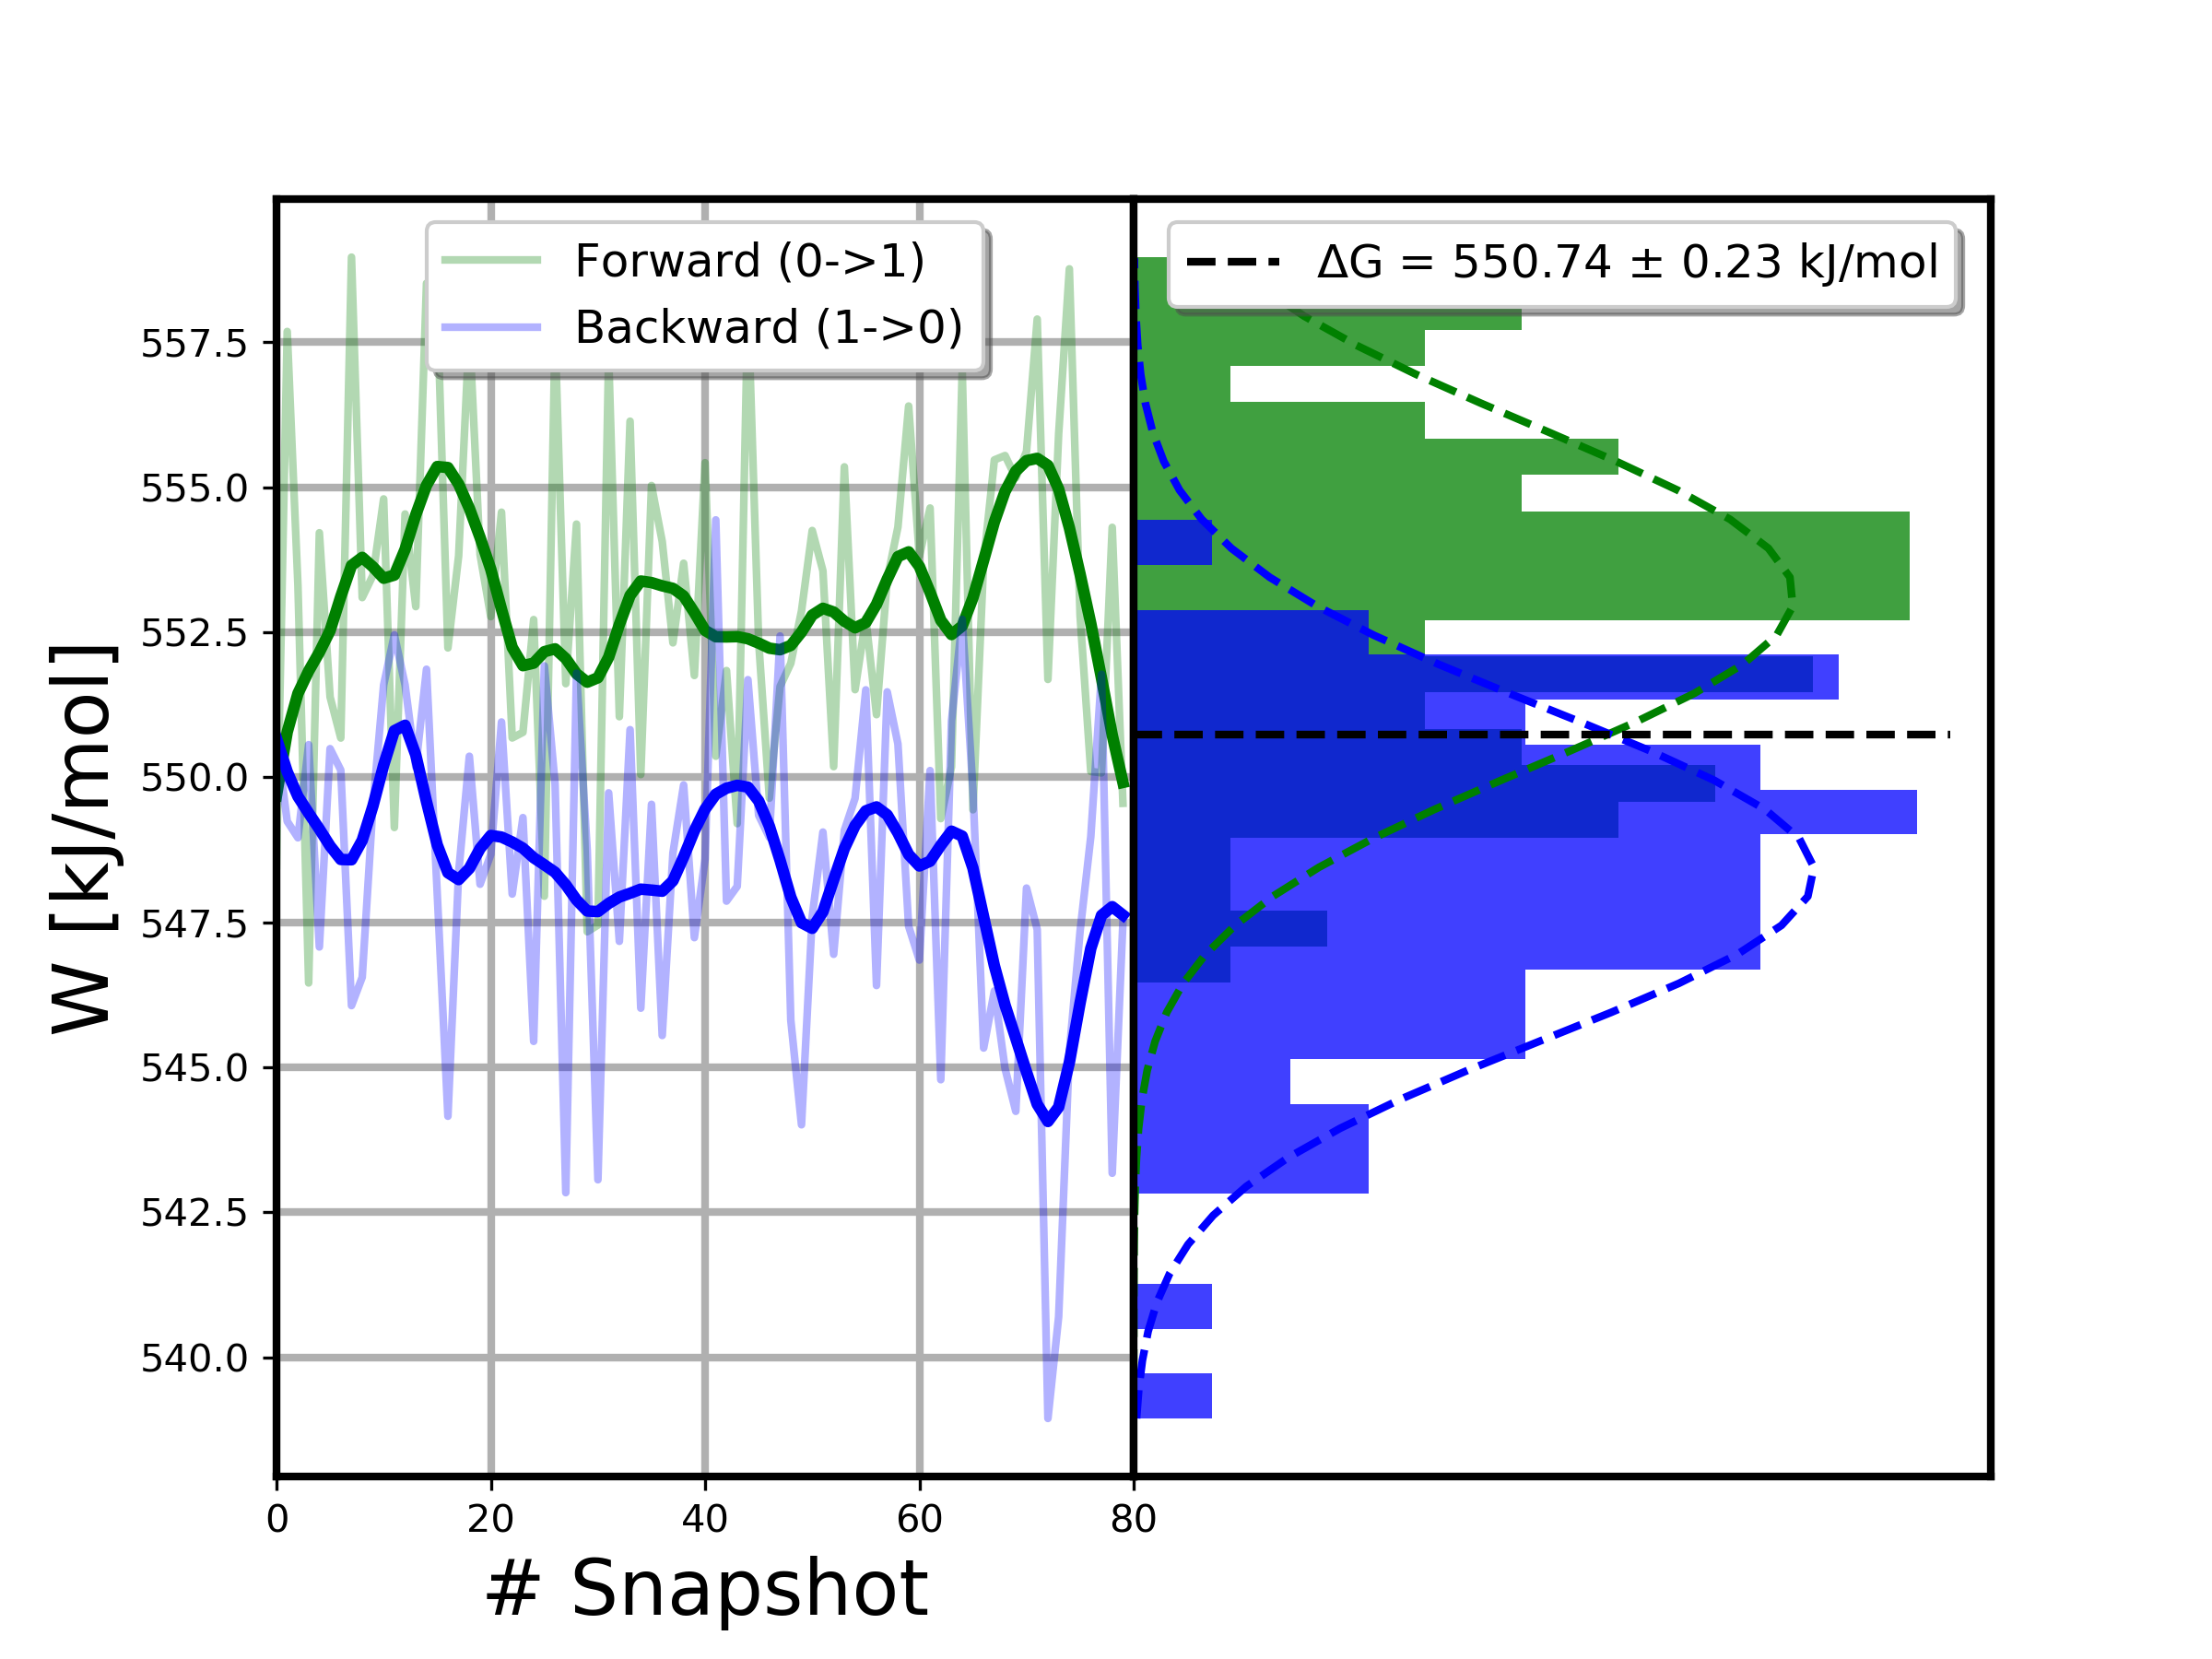 Forward (0->1)
Backward (1->0)
ΔG = 550.74 ± 0.23 kJ/mol
W [kJ/mol]
557.5
555.0
552.5
550.0
547.5
545.0
542.5
540.0
0 20 40 60 80
# Snapshot